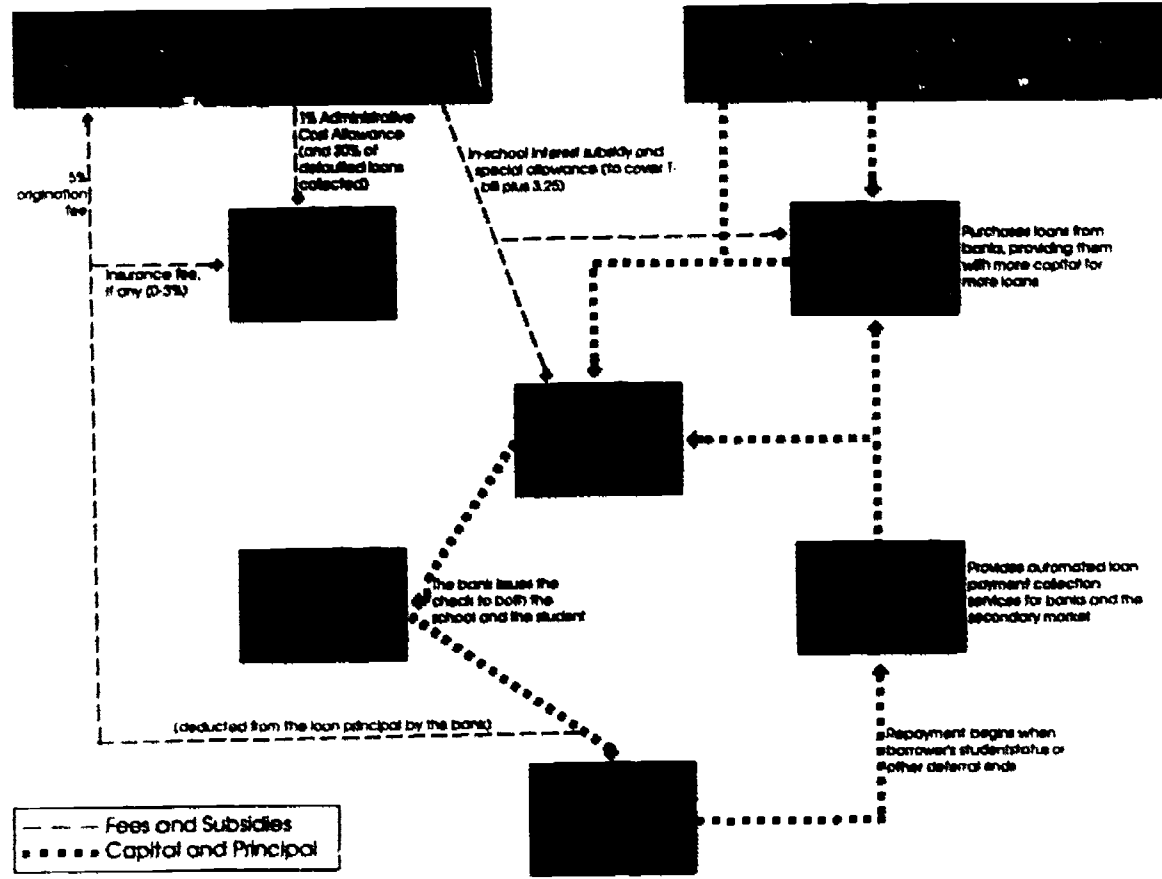 1% Administrative
Cost Allowance
(and 30% of
defaulted loans
collected)
In-school interest subsidy and
special allowance (to cover T-
bill plus 3.25)
5%
origination
fee
Insurance fee,
if any (0-3%)
Purchases loans from
banks, providing them
with more capital for
more loans
The bank issues the
check to both the
school and the student
Provides automated loan
payment collection
services for banks and the
secondary market
(deducted from the loan principal by the bank)
Repayment begins when
borrower's studentstatus or
other deferral ends
Fees and Subsidies
Capital and Principal